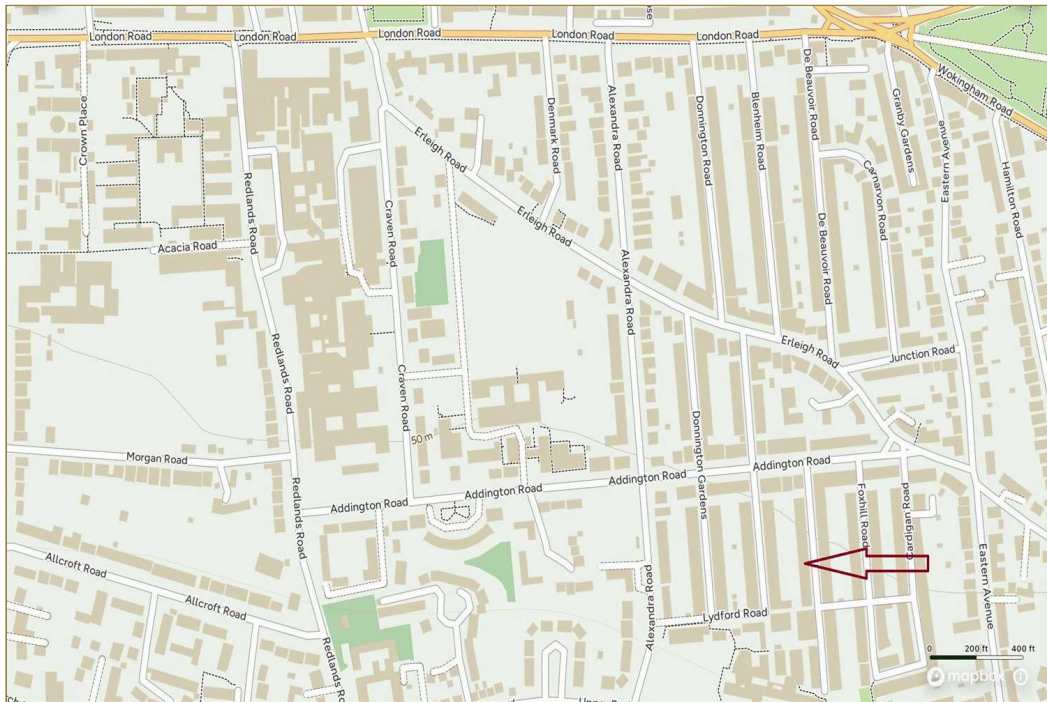 London Road
London Road
London Road
London Road
London Road
Wokingham Road
Crown Place
Redlands Road
Erleigh Road
Denmark Road
Alexandra Road
Donnington Road
Blenheim Road
De Beauvoir Road
Granby Gardens
Eastern Avenue
Hamilton Road
Carnarvon Road
Craven Road
Erleigh Road
De Beauvoir Road
Acacia Road
Alexandra Road
Redlands Road
Erleigh Road
Junction Road
Craven Road
50 m
Donnington Gardens
Morgan Road
Addington Road
Addington Road
Addington Road
Addington Road
Redlands Road
Foxhill Road
Cardigan Road
Allcroft Road
Allcroft Road
Alexandra Road
Lydford Road
Eastern Avenue
Redlands Ro
0 200 ft 400 ft
mapbox